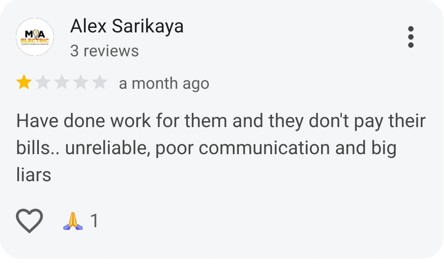 Alex Sarikaya
3 reviews
a month ago
Have done work for them and they don't pay their
bills.. unreliable, poor communication and big
liars
1